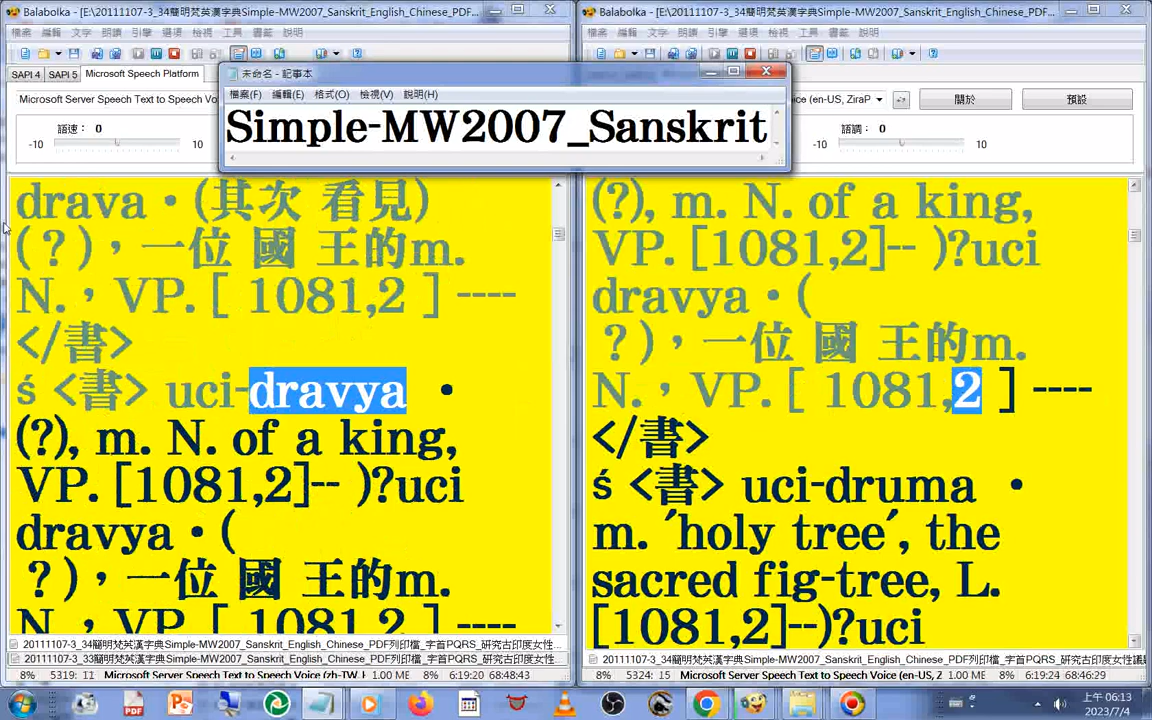 Balabolka - [E:\20111107-3_34簡明梵英漢字典Simple-MW2007_Sanskrit_English_Chinese_PDF...
檔案 編輯 文字 朗讀 引擎 選項 檢視 工具 書籤 說明
SAPI 4 SAPI 5 Microsoft Speech Platform
Microsoft Server Speech Text to Speech Vo
語速： 0
-10 10
未命名 - 記事本
檔案(F) 編輯(E) 格式(O) 檢視(V) 說明(H)
Simple-MW2007_Sanskrit
drava •(其次 看見)
(？)，一位 國 王的m.
N.，VP. [ 1081,2 ] ----
</書>
ś <書> uci-dravya •
(?), m. N. of a king,
VP. [1081,2]-- )?uci
dravya •(
？)，一位 國 王的m.
N.，VP. [ 1081,2 ] ----
20111107-3_34簡明梵英漢字典Simple-MW2007_Sanskrit_English_Chinese_PDF列印檔_字首PQRS_研究古印度女性...
20111107-3_33簡明梵英漢字典Simple-MW2007_Sanskrit_English_Chinese_PDF列印檔_字首PQRS_研究古印度女性...
8% 5319: 11 Microsoft Server Speech Text to Speech Voice (zh-TW, H 1.00 ME 8% 6:19:20 68:48:43
Balabolka - [E:\20111107-3_34簡明梵英漢字典Simple-MW2007_Sanskrit_English_Chinese_PDF...
檔案 編輯 文字 朗讀 引擎 選項 檢視 工具 書籤 說明
ice (en-US, ZiraP
關於 預設
語調： 0
-10 10
(?), m. N. of a king,
VP. [1081,2]-- )?uci
dravya •(
？)，一位 國 王的m.
N.，VP. [ 1081,2 ] ----
</書>
ś <書> uci-druma •
m. ´holy tree´, the
sacred fig-tree, L.
[1081,2]--)?uci
20111107-3_34簡明梵英漢字典Simple-MW2007_Sanskrit_English_Chinese_PDF列印檔_字首PQRS_研究古印度女性議
8% 5324: 15 Microsoft Server Speech Text to Speech Voice (en-US, Z 1.00 ME 8% 6:19:24 68:46:29
上午 06:13
2023/7/4